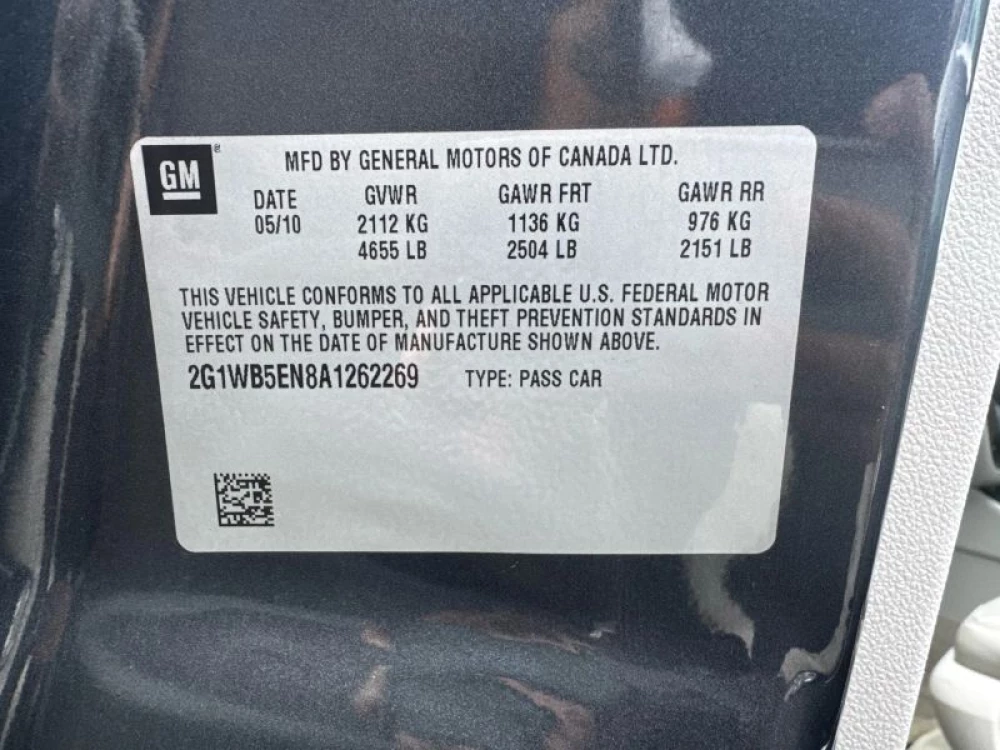 GM®
MFD BY GENERAL MOTORS OF CANADA LTD.
DATE GVWR GAWR FRT GAWR RR
05/10 2112 KG 1136 KG 976 KG
4655 LB 2504 LB 2151 LB
THIS VEHICLE CONFORMS TO ALL APPLICABLE U.S. FEDERAL MOTOR
VEHICLE SAFETY, BUMPER, AND THEFT PREVENTION STANDARDS IN
EFFECT ON THE DATE OF MANUFACTURE SHOWN ABOVE.
2G1WB5EN8A1262269 TYPE: PASS CAR